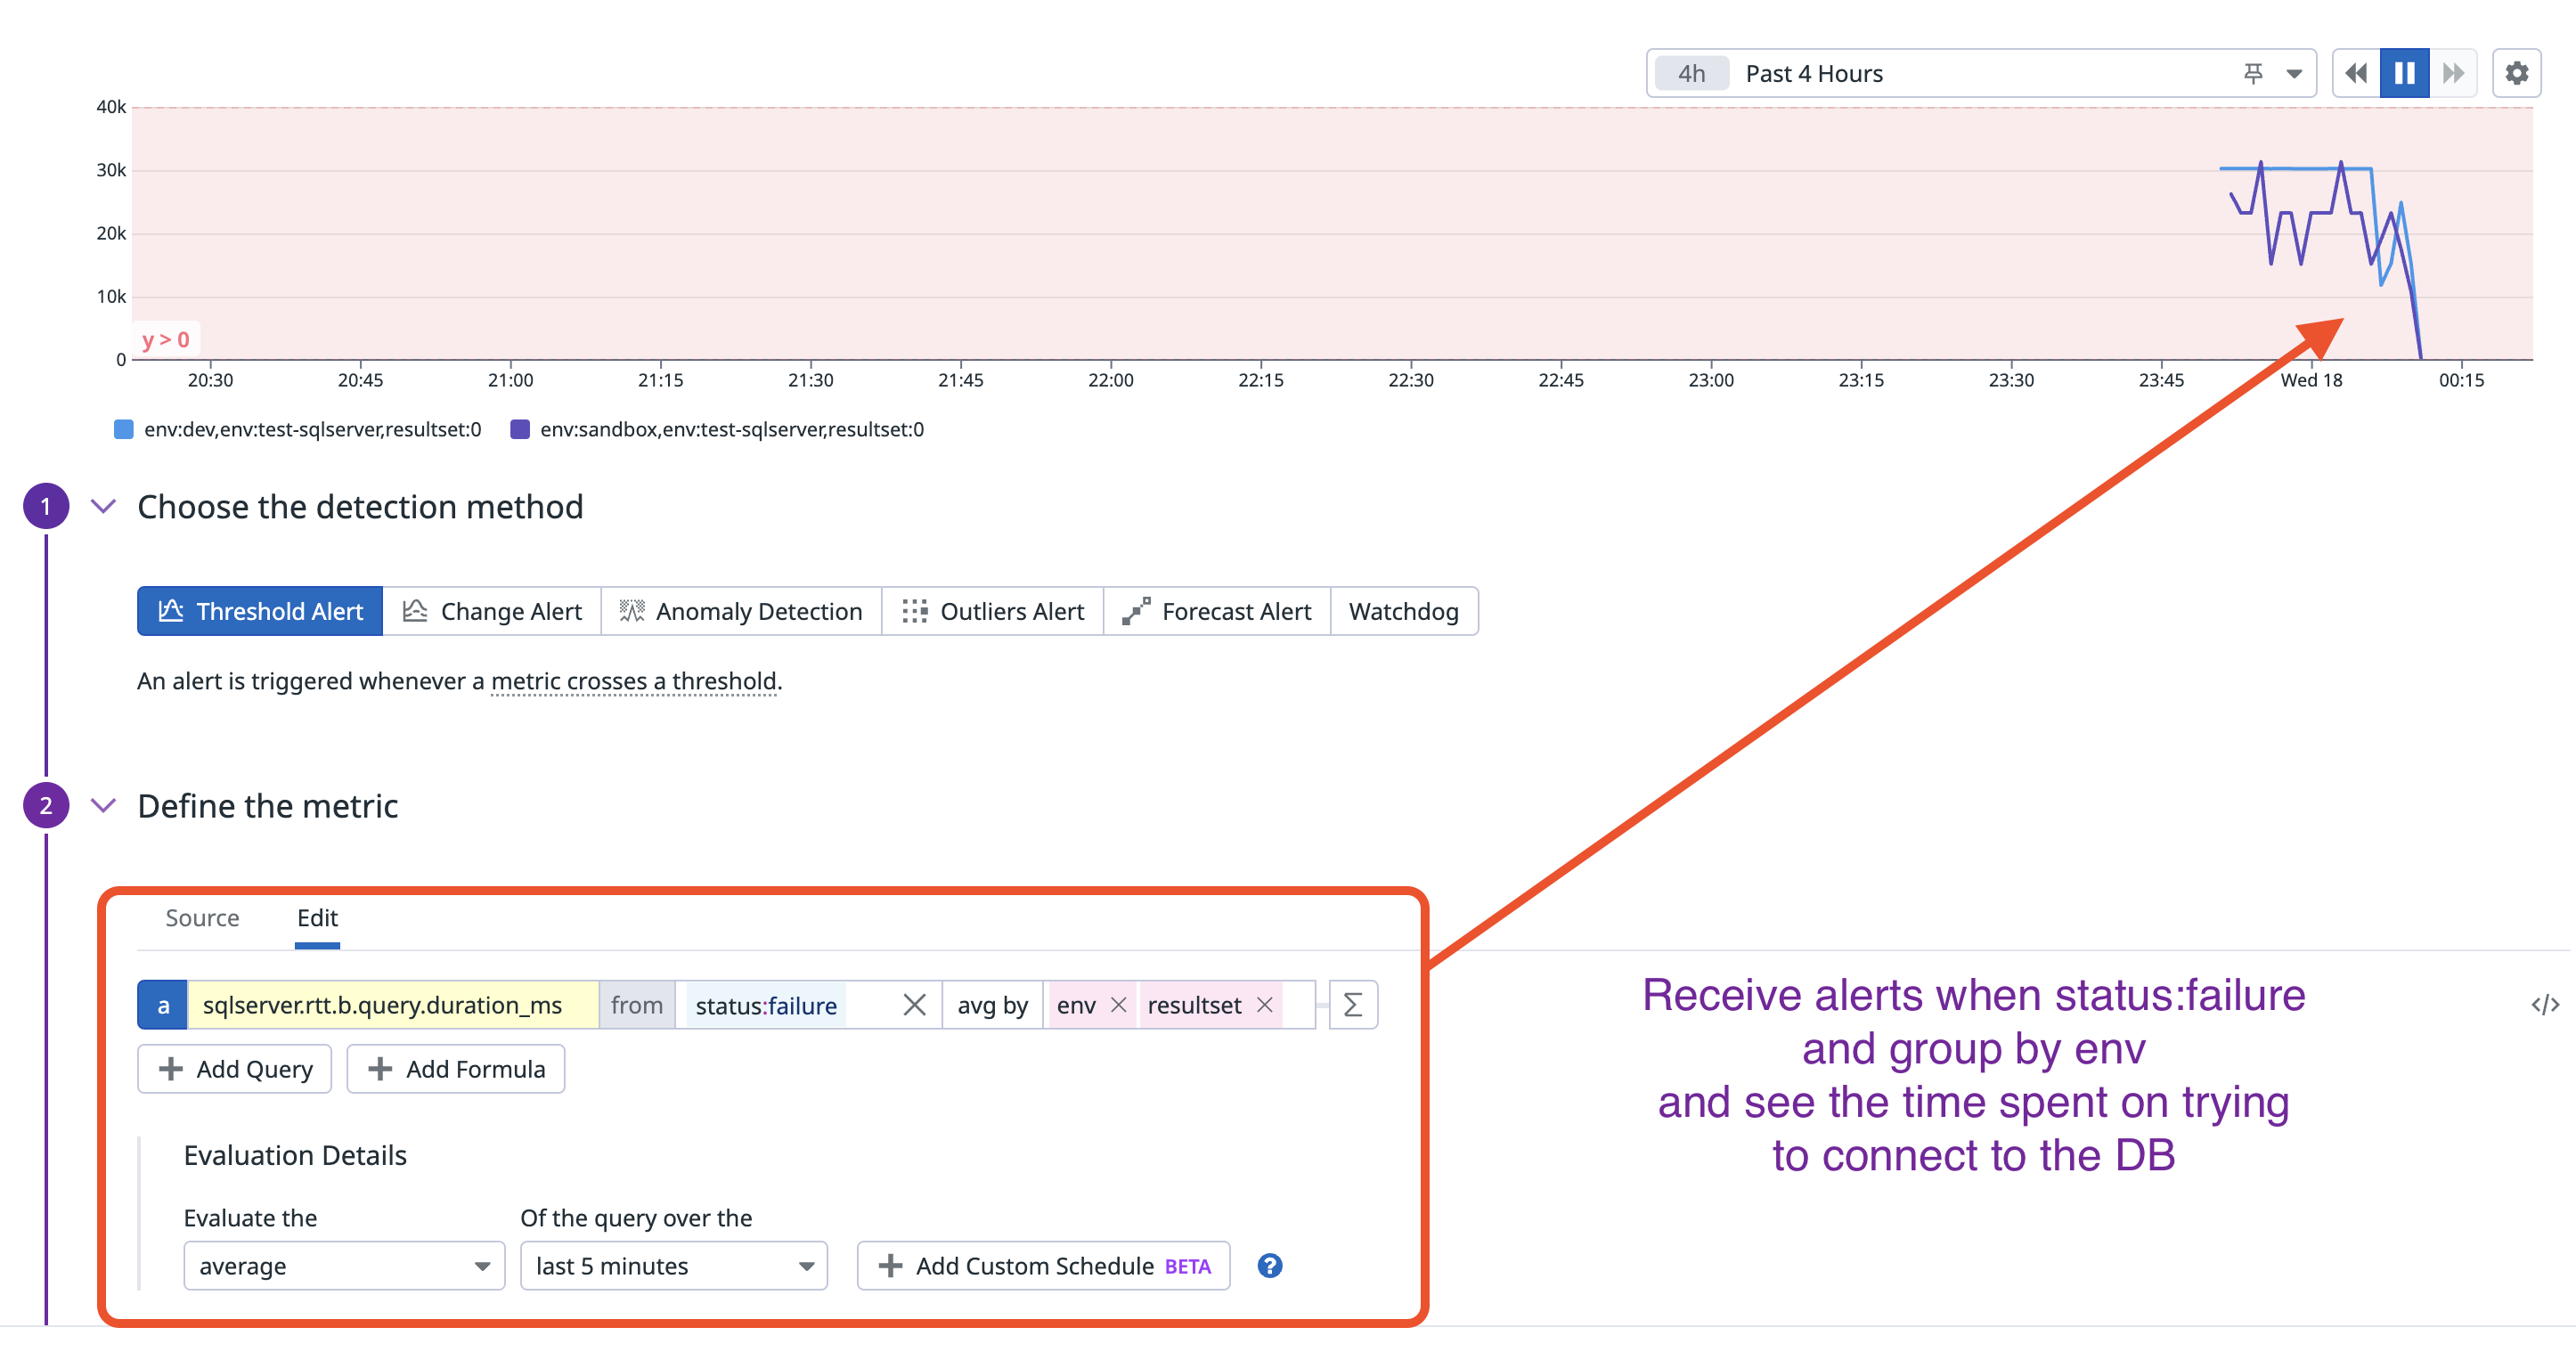 4h Past 4 Hours
40k
30k
20k
10k
y > 0
0
20:30 20:45 21:00 21:15 21:30 21:45 22:00 22:15 22:30 22:45 23:00 23:15 23:30 23:45 Wed 18 00:15
env:dev,env:test-sqlserver,resultset:0 env:sandbox,env:test-sqlserver,resultset:0
1 Choose the detection method
Threshold Alert Change Alert Anomaly Detection Outliers Alert Forecast Alert Watchdog
An alert is triggered whenever a metric crosses a threshold.
2 Define the metric
Source Edit
a sqlserver.rtt.b.query.duration_ms from status:failure avg by env resultset Σ
Add Query Add Formula
Receive alerts when status:failure
and group by env
and see the time spent on trying
to connect to the DB
</>
Evaluation Details
Evaluate the Of the query over the
average last 5 minutes Add Custom Schedule BETA ?